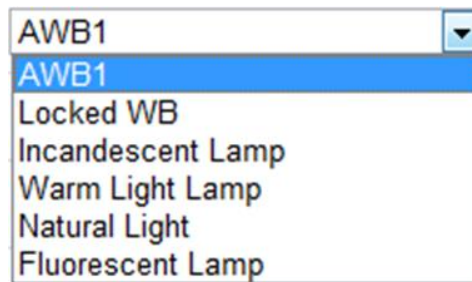 AWB1
AWB1
Locked WB
Incandescent Lamp
Warm Light Lamp
Natural Light
Fluorescent Lamp